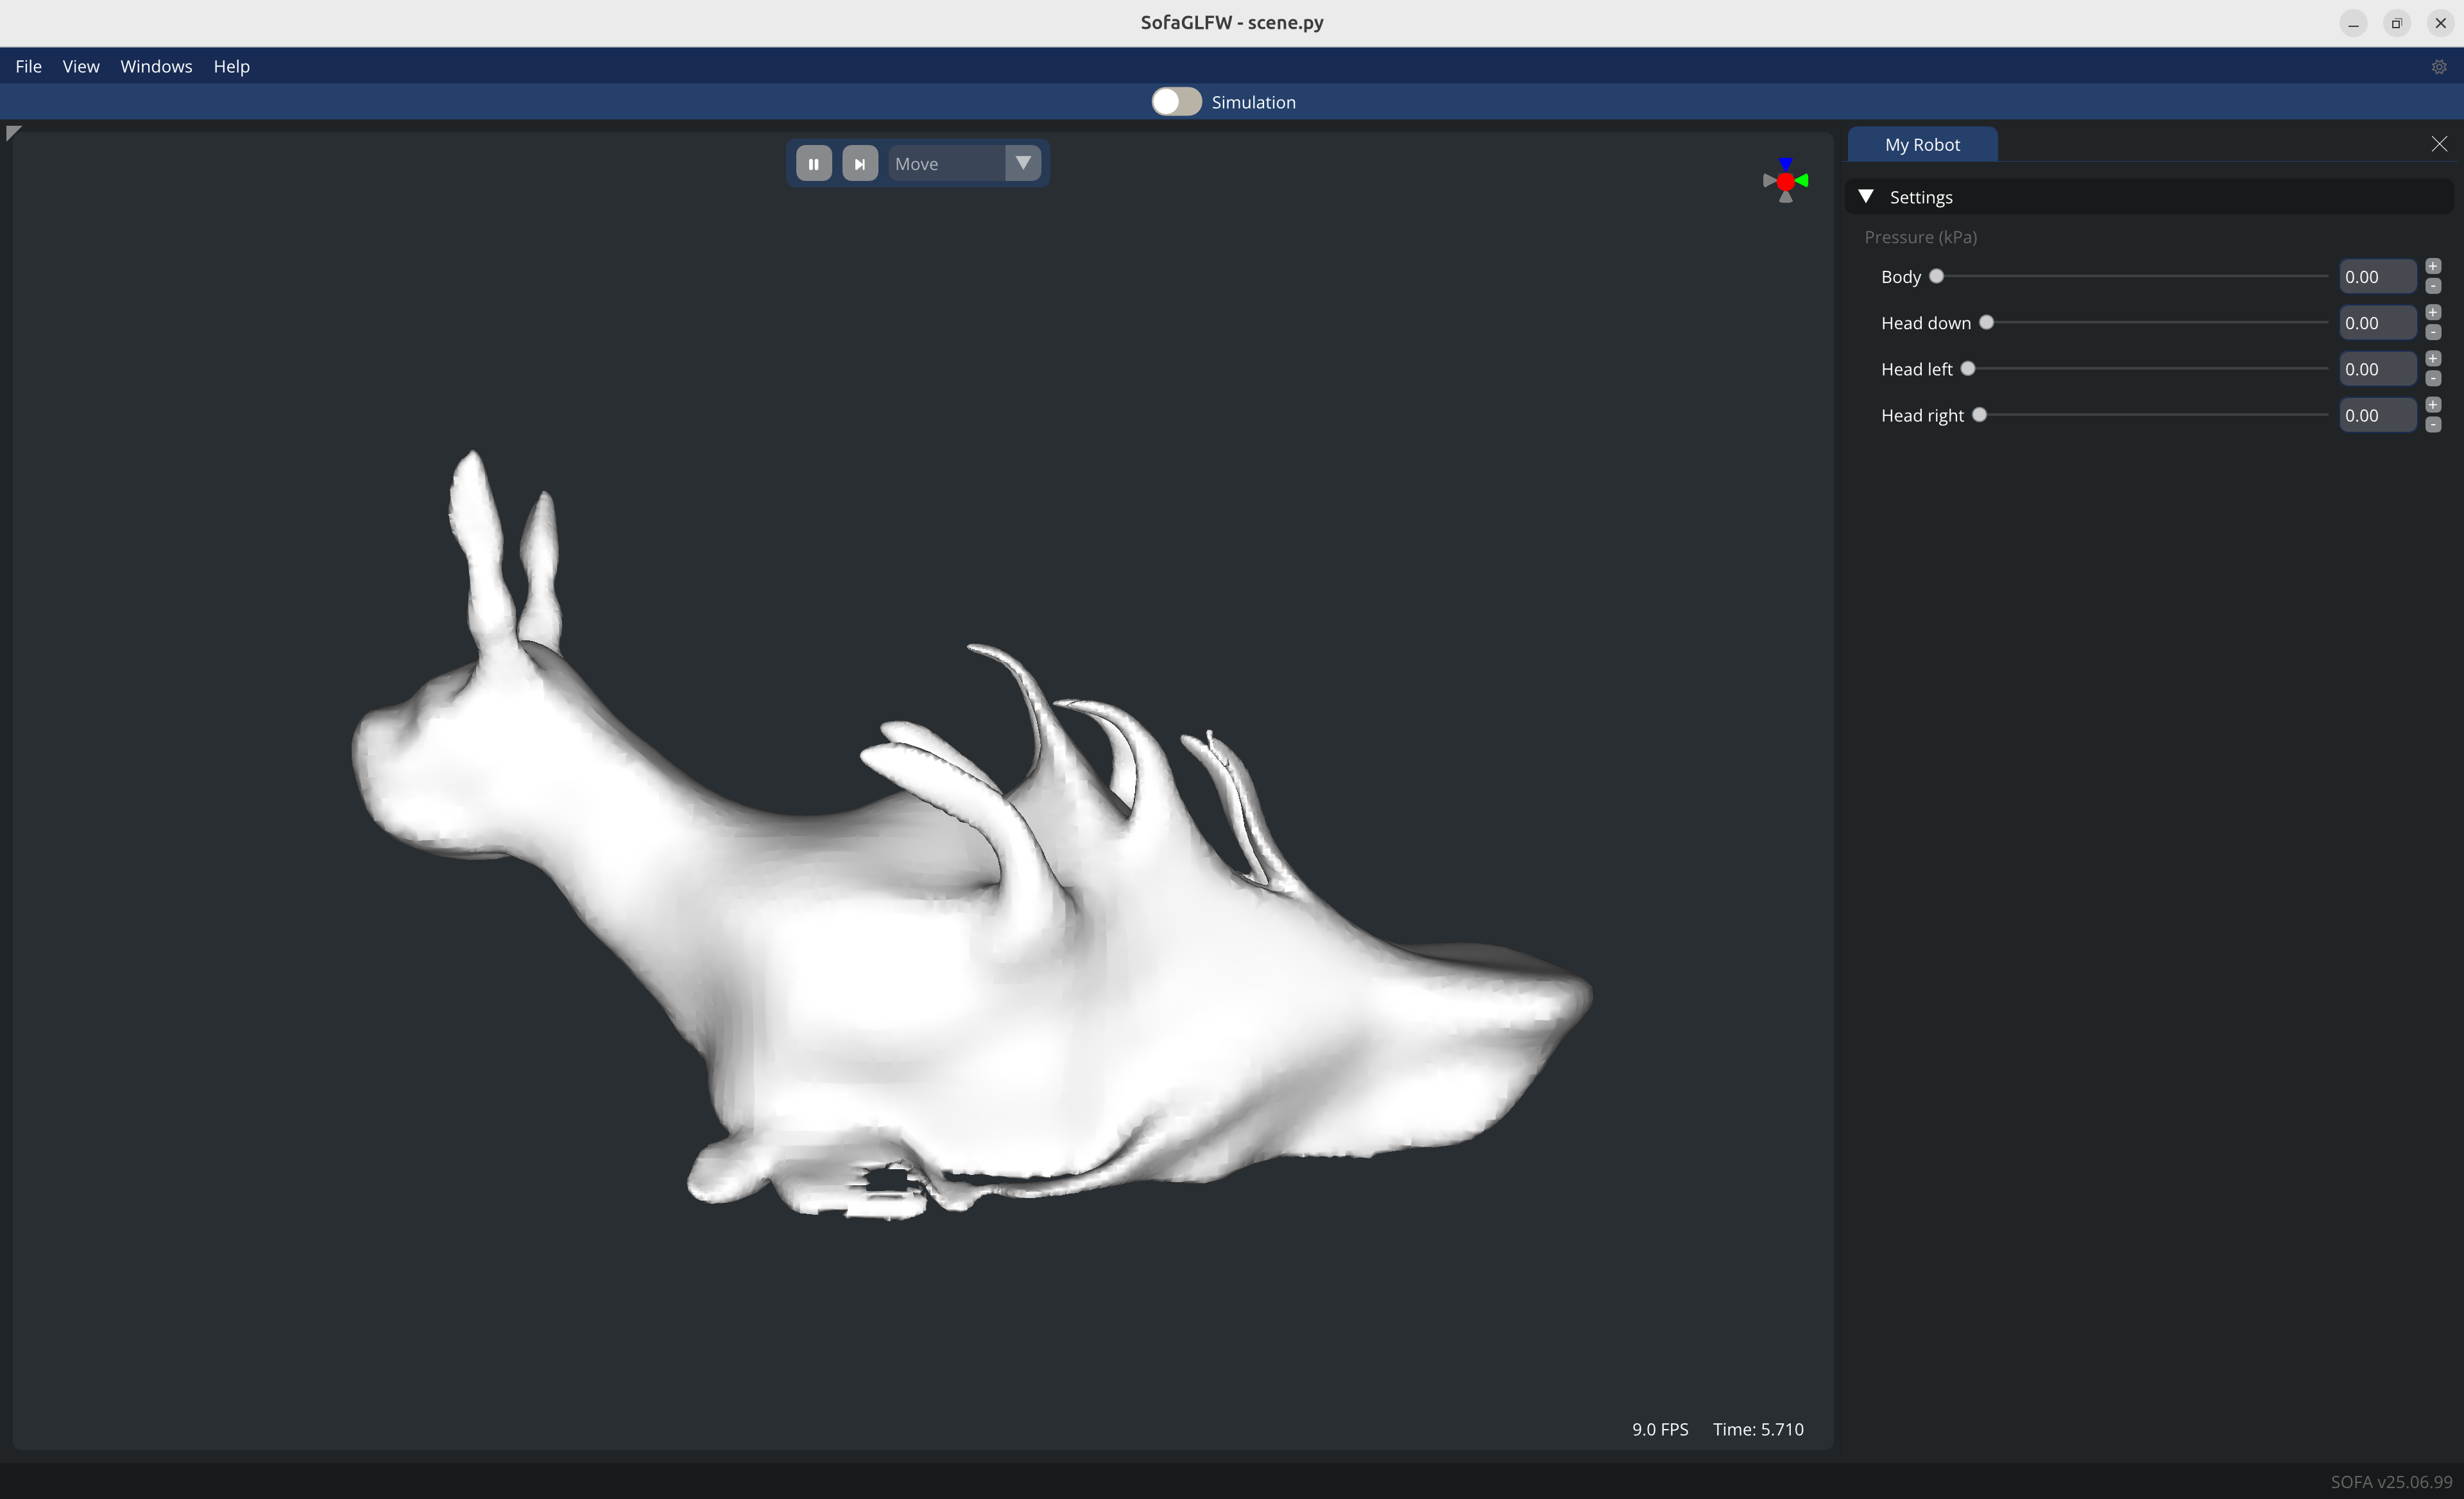 SofaGLFW - scene.py
File View Windows Help
Simulation
Move
My Robot
Settings
Pressure (kPa)
Body 0.00 + -
Head down 0.00 + -
Head left 0.00 + -
Head right 0.00 + -
9.0 FPS Time: 5.710
SOFA v25.06.99